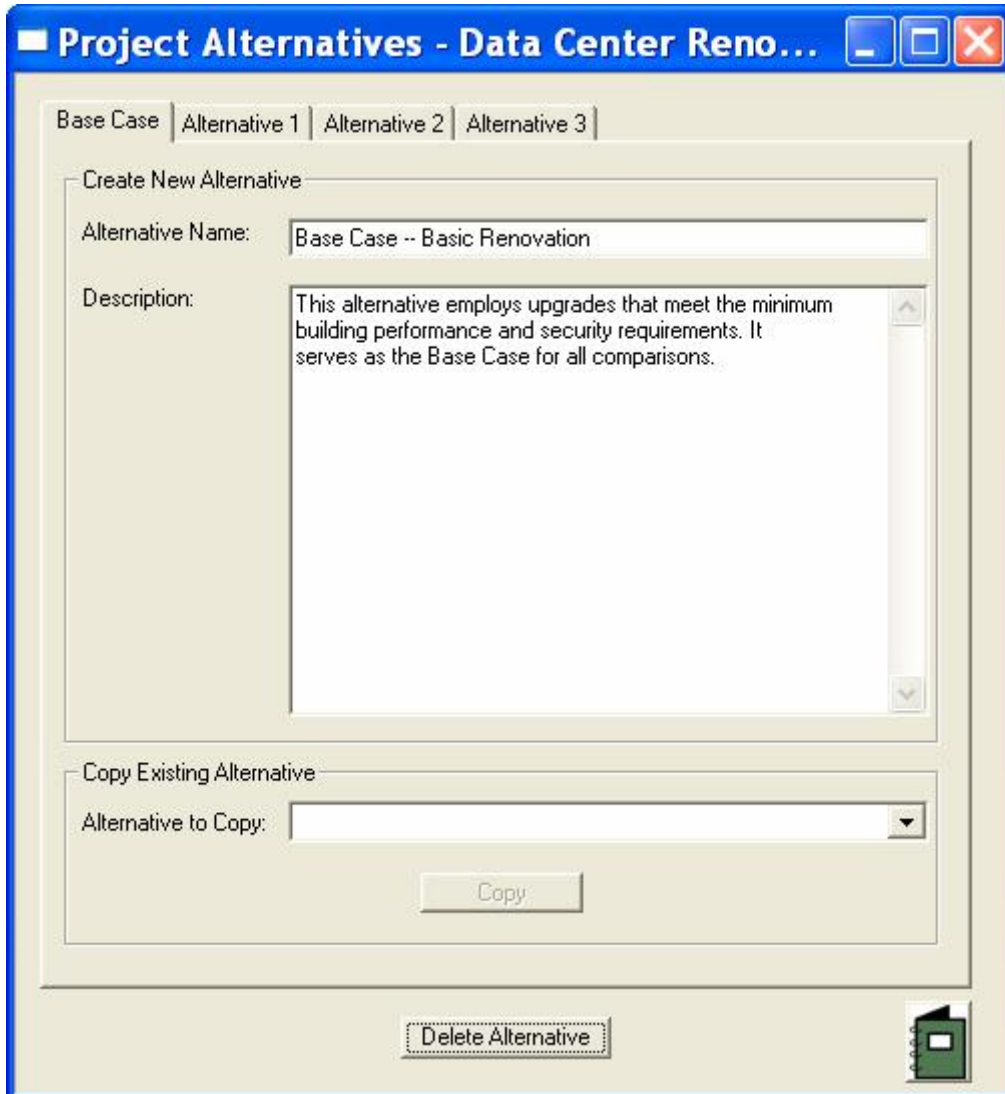 Project Alternatives - Data Center Reno...
Base Case
Alternative 1
Alternative 2
Alternative 3
Create New Alternative
Alternative Name:
Base Case -- Basic Renovation
Description:
This alternative employs upgrades that meet the minimum
building performance and security requirements. It
serves as the Base Case for all comparisons.
Copy Existing Alternative
Alternative to Copy:
Copy
Delete Alternative